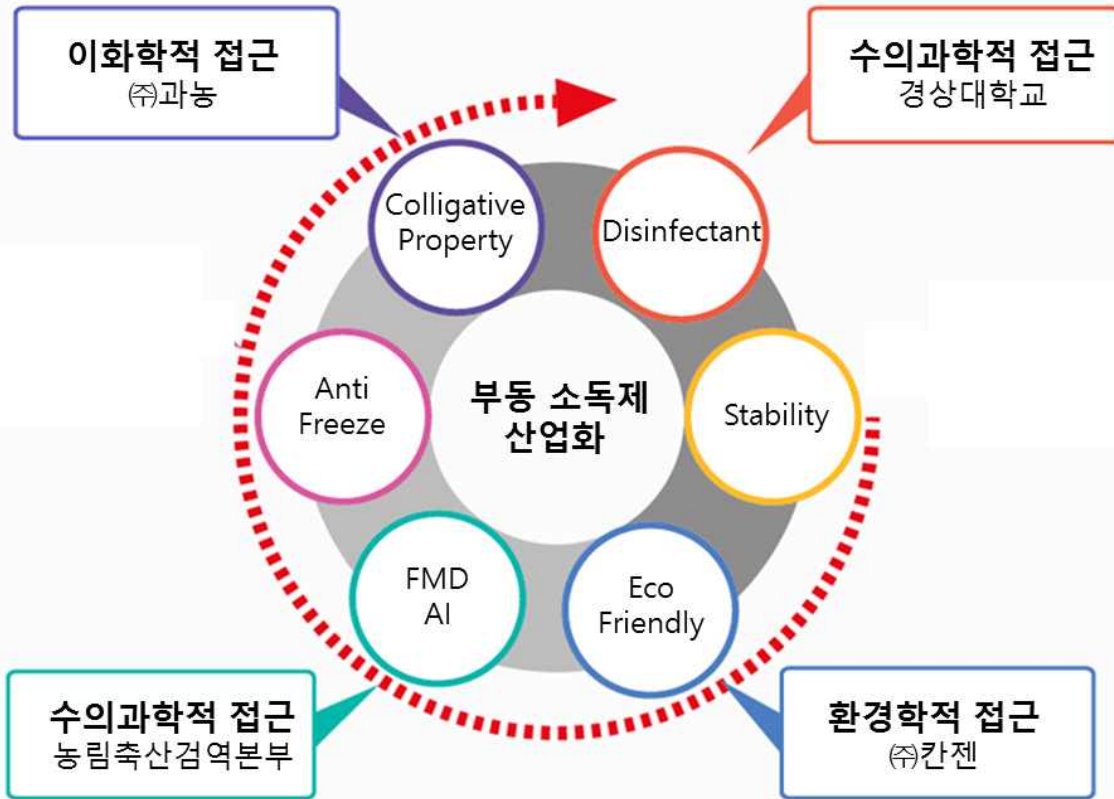 이화학적 접근
㈜과농
수의과학적 접근
경상대학교
Colligative
Property
Disinfectant
Anti
Freeze
부동 소독제
산업화
Stability
FMD
AI
Eco
Friendly
수의과학적 접근
농림축산검역본부
환경학적 접근
㈜칸젠